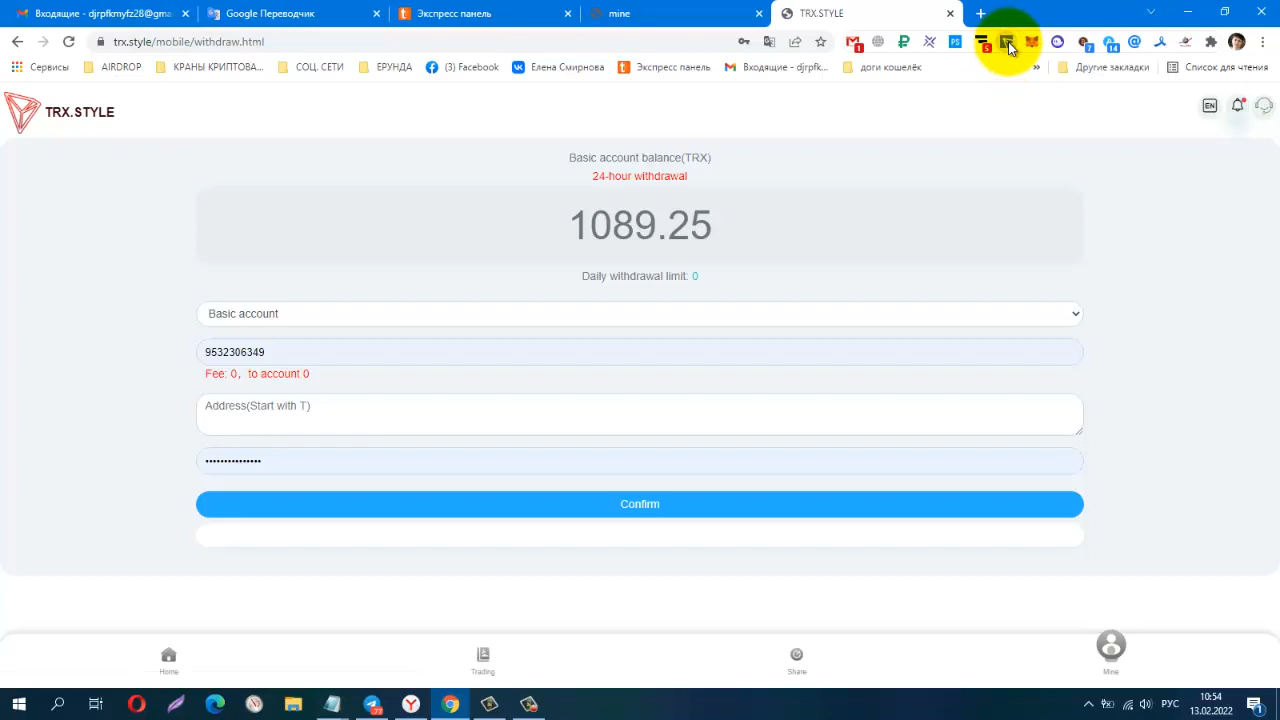 Входящие - djrpfkmyfz28@gma
Google Переводчик
Экспресс панель
mine
TRX.STYLE
trx.style/mobile/withdraw.html
Сервисы
AIRDROP
КРАНЫ КРИПТОВА...
СОЦ. СЕТИ
ЕРУНДА
(3) Facebook
Елена Смирнова
Экспресс панель
Входящие - djrpfk...
доги кошелёк
»
Другие закладки
Список для чтения
TRX.STYLE
EN
Basic account balance(TRX)
24-hour withdrawal
1089.25
Daily withdrawal limit: 0
Basic account
9532306349
Fee: 0, to account 0
Address(Start with T)
•••••••••••••••
Confirm
Home
Trading
Share
Mine
РУС
10:54
13.02.2022